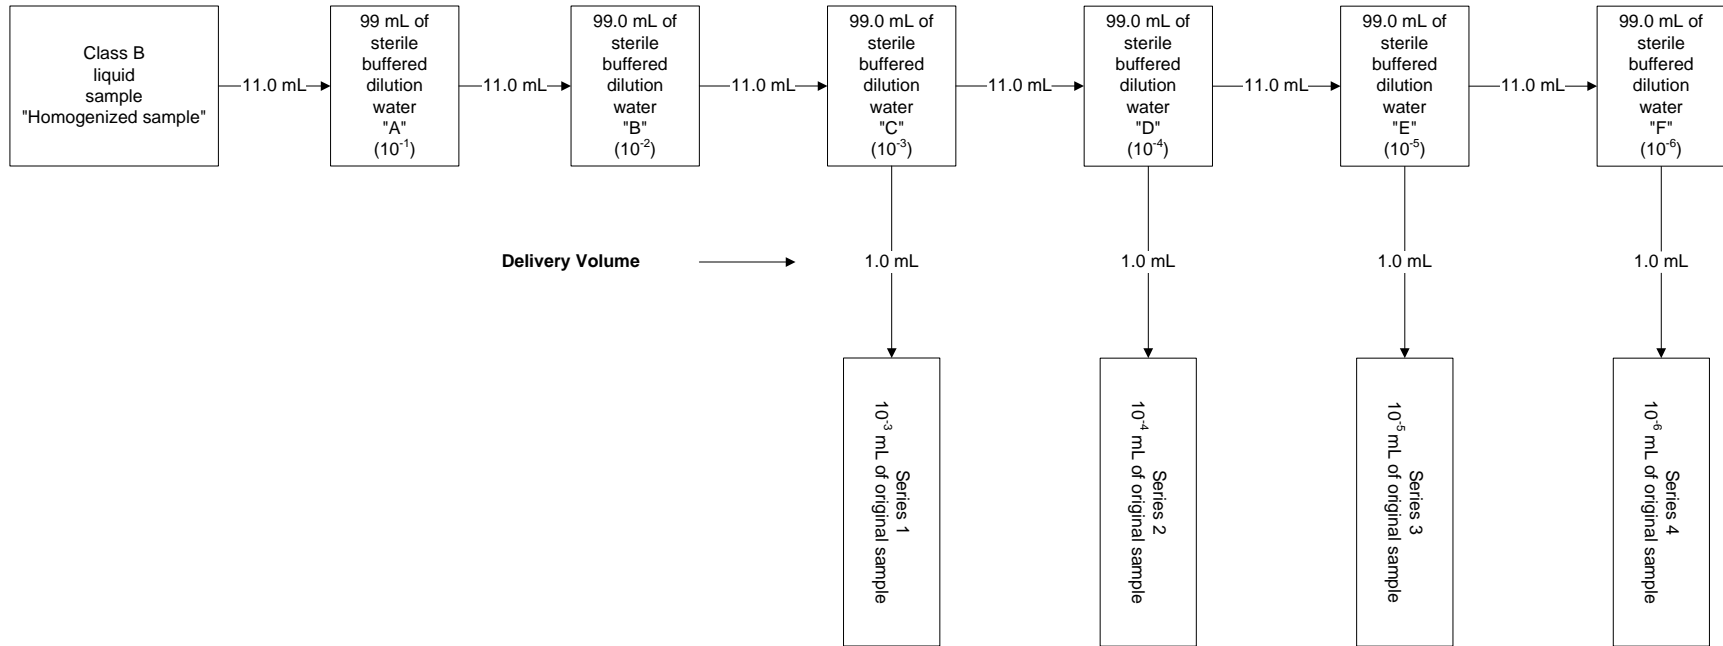 Class B
liquid
sample
"Homogenized sample"
11.0 mL
99 mL of
sterile
buffered
dilution
water
"A"
(10⁻¹)
11.0 mL
99.0 mL of
sterile
buffered
dilution
water
"B"
(10⁻²)
11.0 mL
99.0 mL of
sterile
buffered
dilution
water
"C"
(10⁻³)
11.0 mL
99.0 mL of
sterile
buffered
dilution
water
"D"
(10⁻⁴)
11.0 mL
99.0 mL of
sterile
buffered
dilution
water
"E"
(10⁻⁵)
11.0 mL
99.0 mL of
sterile
buffered
dilution
water
"F"
(10⁻⁶)
Delivery Volume
1.0 mL
1.0 mL
1.0 mL
1.0 mL
Series 1
10⁻³ mL of original sample
Series 2
10⁻⁴ mL of original sample
Series 3
10⁻⁵ mL of original sample
Series 4
10⁻⁶ mL of original sample